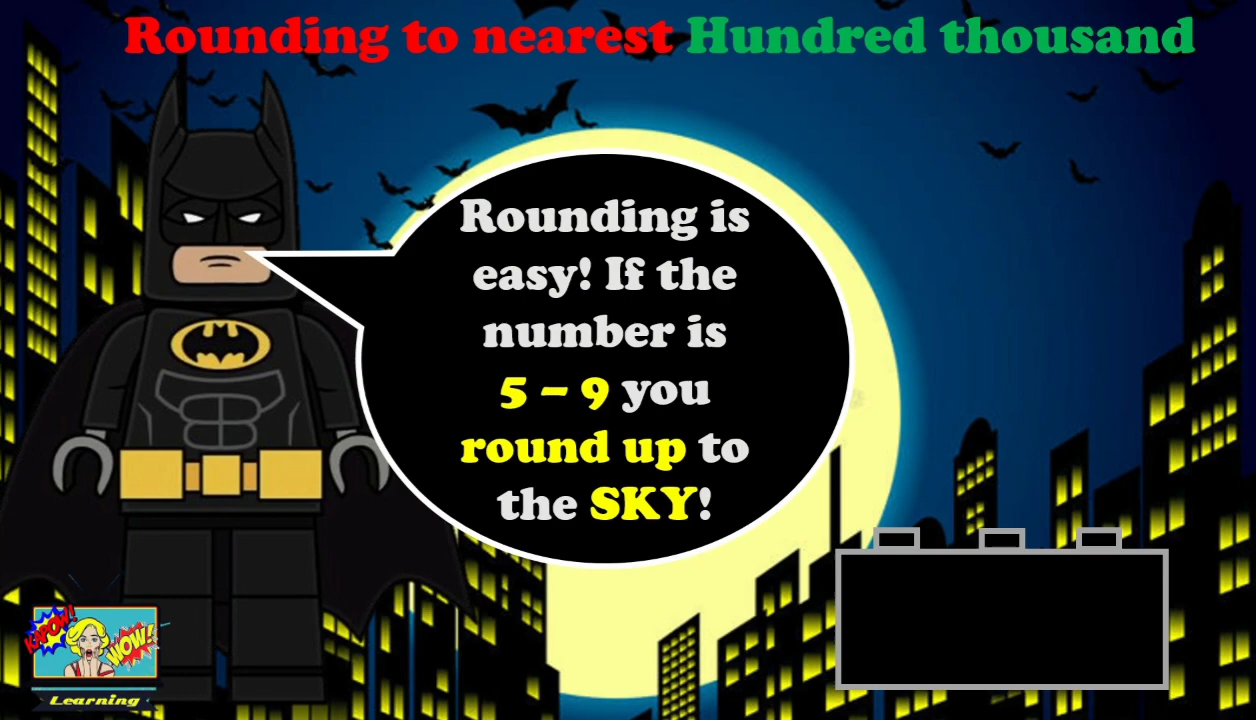 Rounding to nearest Hundred thousand
Rounding is
easy! If the
number is
5 – 9 you
round up to
the SKY!
KAPOW!
WOW!
Learning